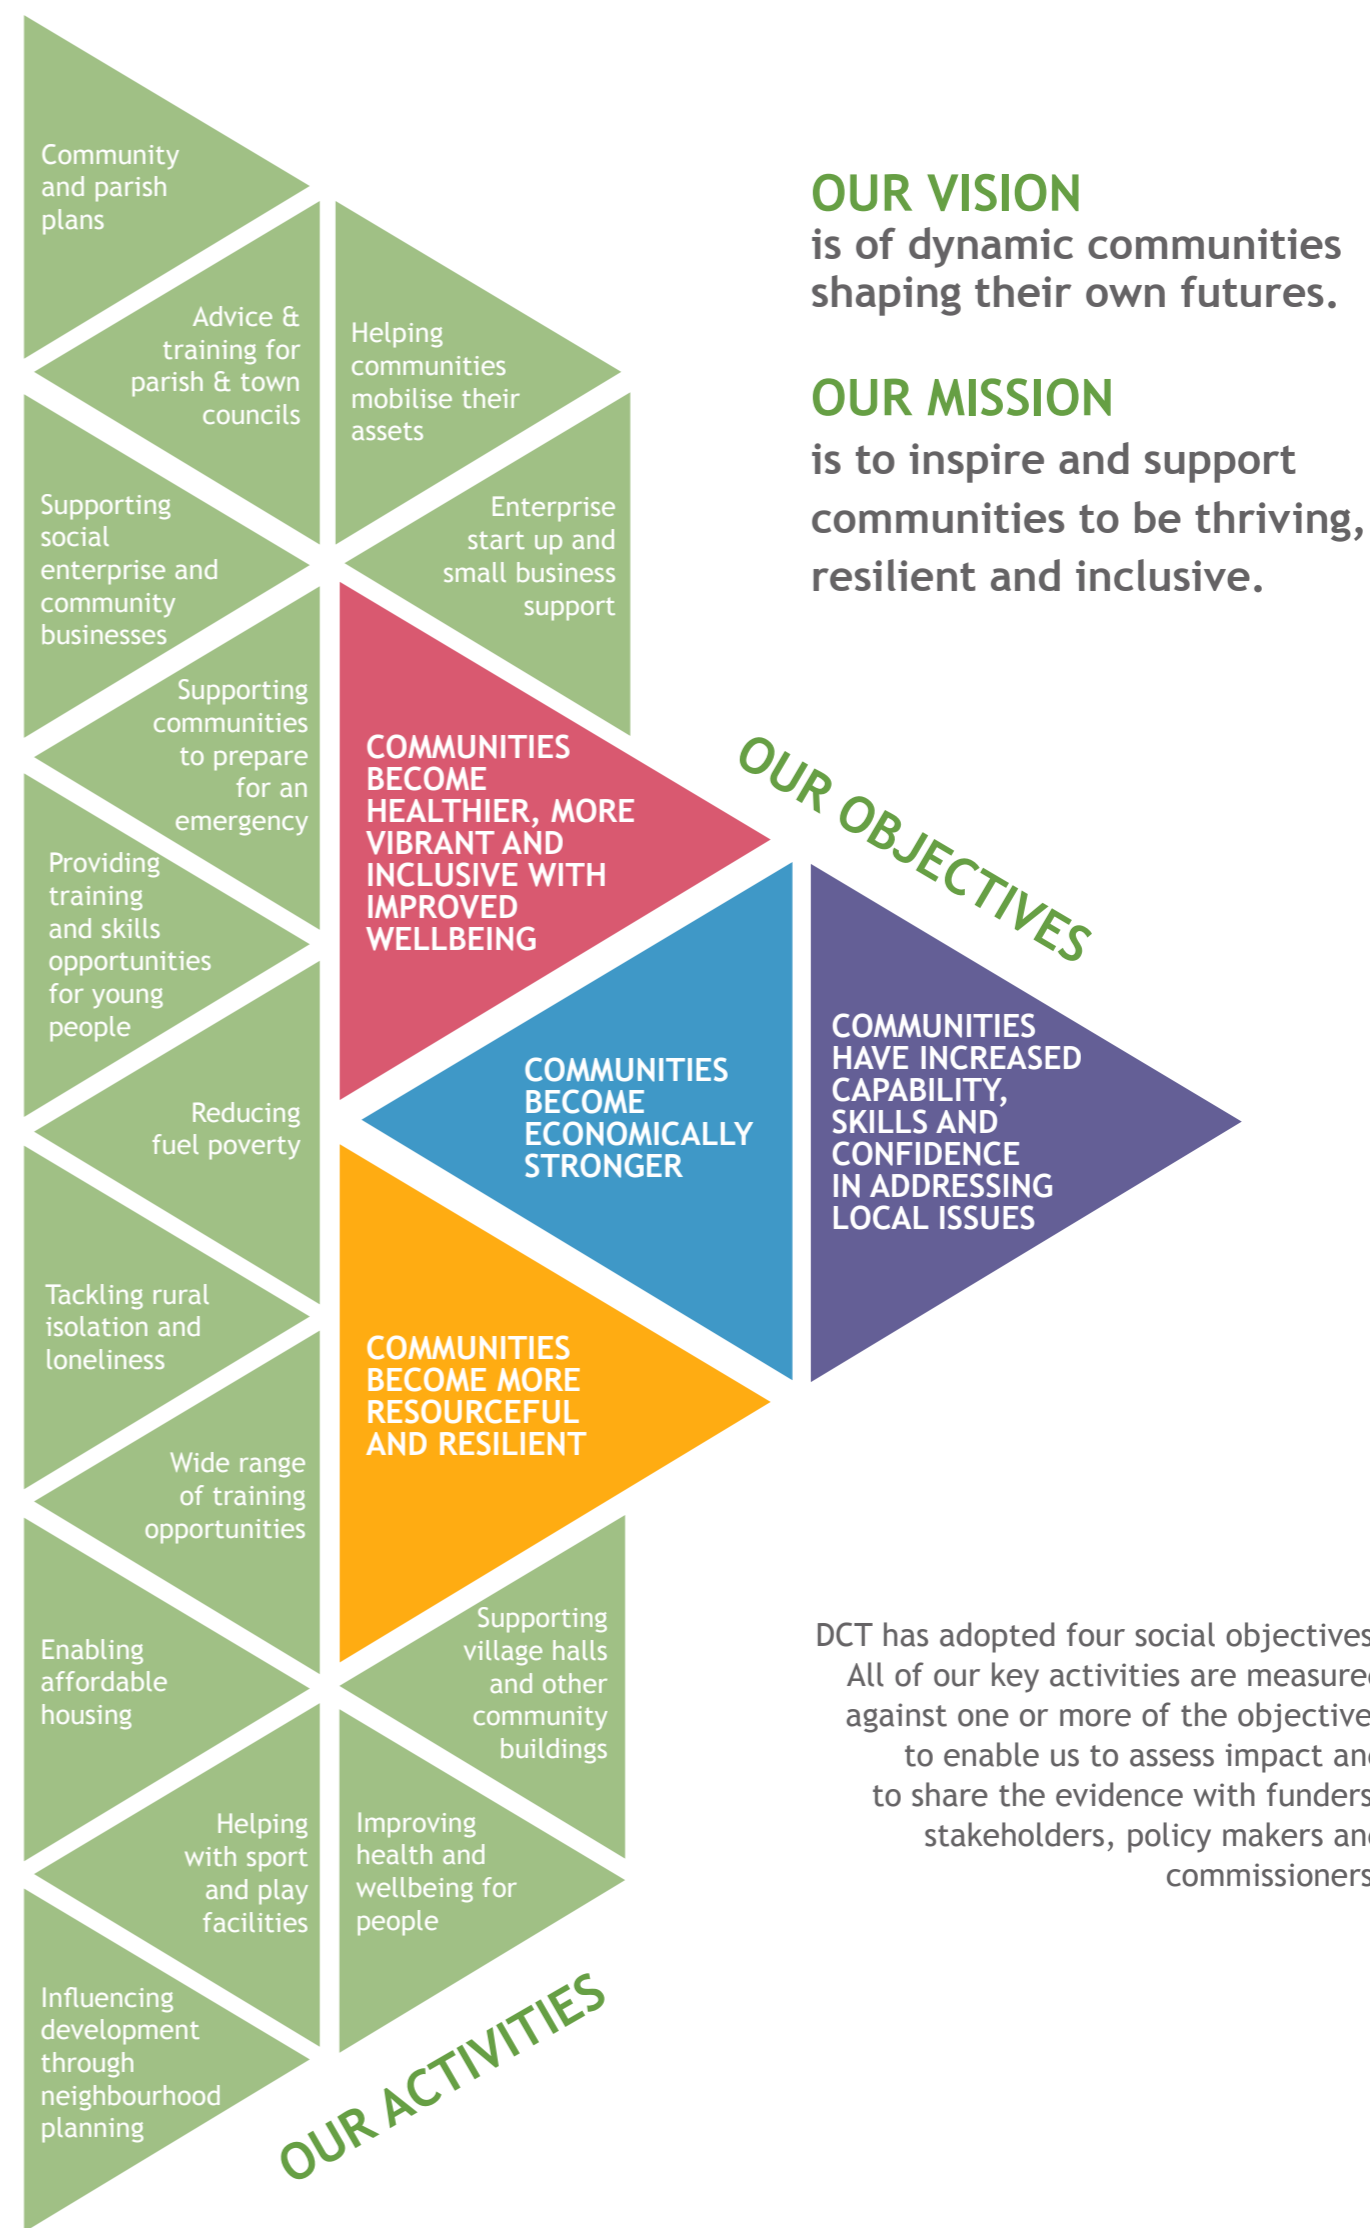 Community
and parish
plans
Advice &
training for
parish & town
councils
Helping
communities
mobilise their
assets
Supporting
social
enterprise and
community
businesses
Enterprise
start up and
small business
support
Supporting
communities
to prepare
for an
emergency
Providing
training
and skills
opportunities
for young
people
Reducing
fuel poverty
Tackling rural
isolation and
loneliness
Wide range
of training
opportunities
Enabling
affordable
housing
Supporting
village halls
and other
community
buildings
Helping
with sport
and play
facilities
Improving
health and
wellbeing for
people
Influencing
development
through
neighbourhood
planning
OUR ACTIVITIES
OUR VISION
is of dynamic communities
shaping their own futures.
OUR MISSION
is to inspire and support
communities to be thriving,
resilient and inclusive.
OUR OBJECTIVES
COMMUNITIES
BECOME
HEALTHIER, MORE
VIBRANT AND
INCLUSIVE WITH
IMPROVED
WELLBEING
COMMUNITIES
BECOME
ECONOMICALLY
STRONGER
COMMUNITIES
HAVE INCREASED
CAPABILITY,
SKILLS AND
CONFIDENCE
IN ADDRESSING
LOCAL ISSUES
COMMUNITIES
BECOME MORE
RESOURCEFUL
AND RESILIENT
DCT has adopted four social objectives
All of our key activities are measured
against one or more of the objective
to enable us to assess impact and
to share the evidence with funders
stakeholders, policy makers and
commissioners